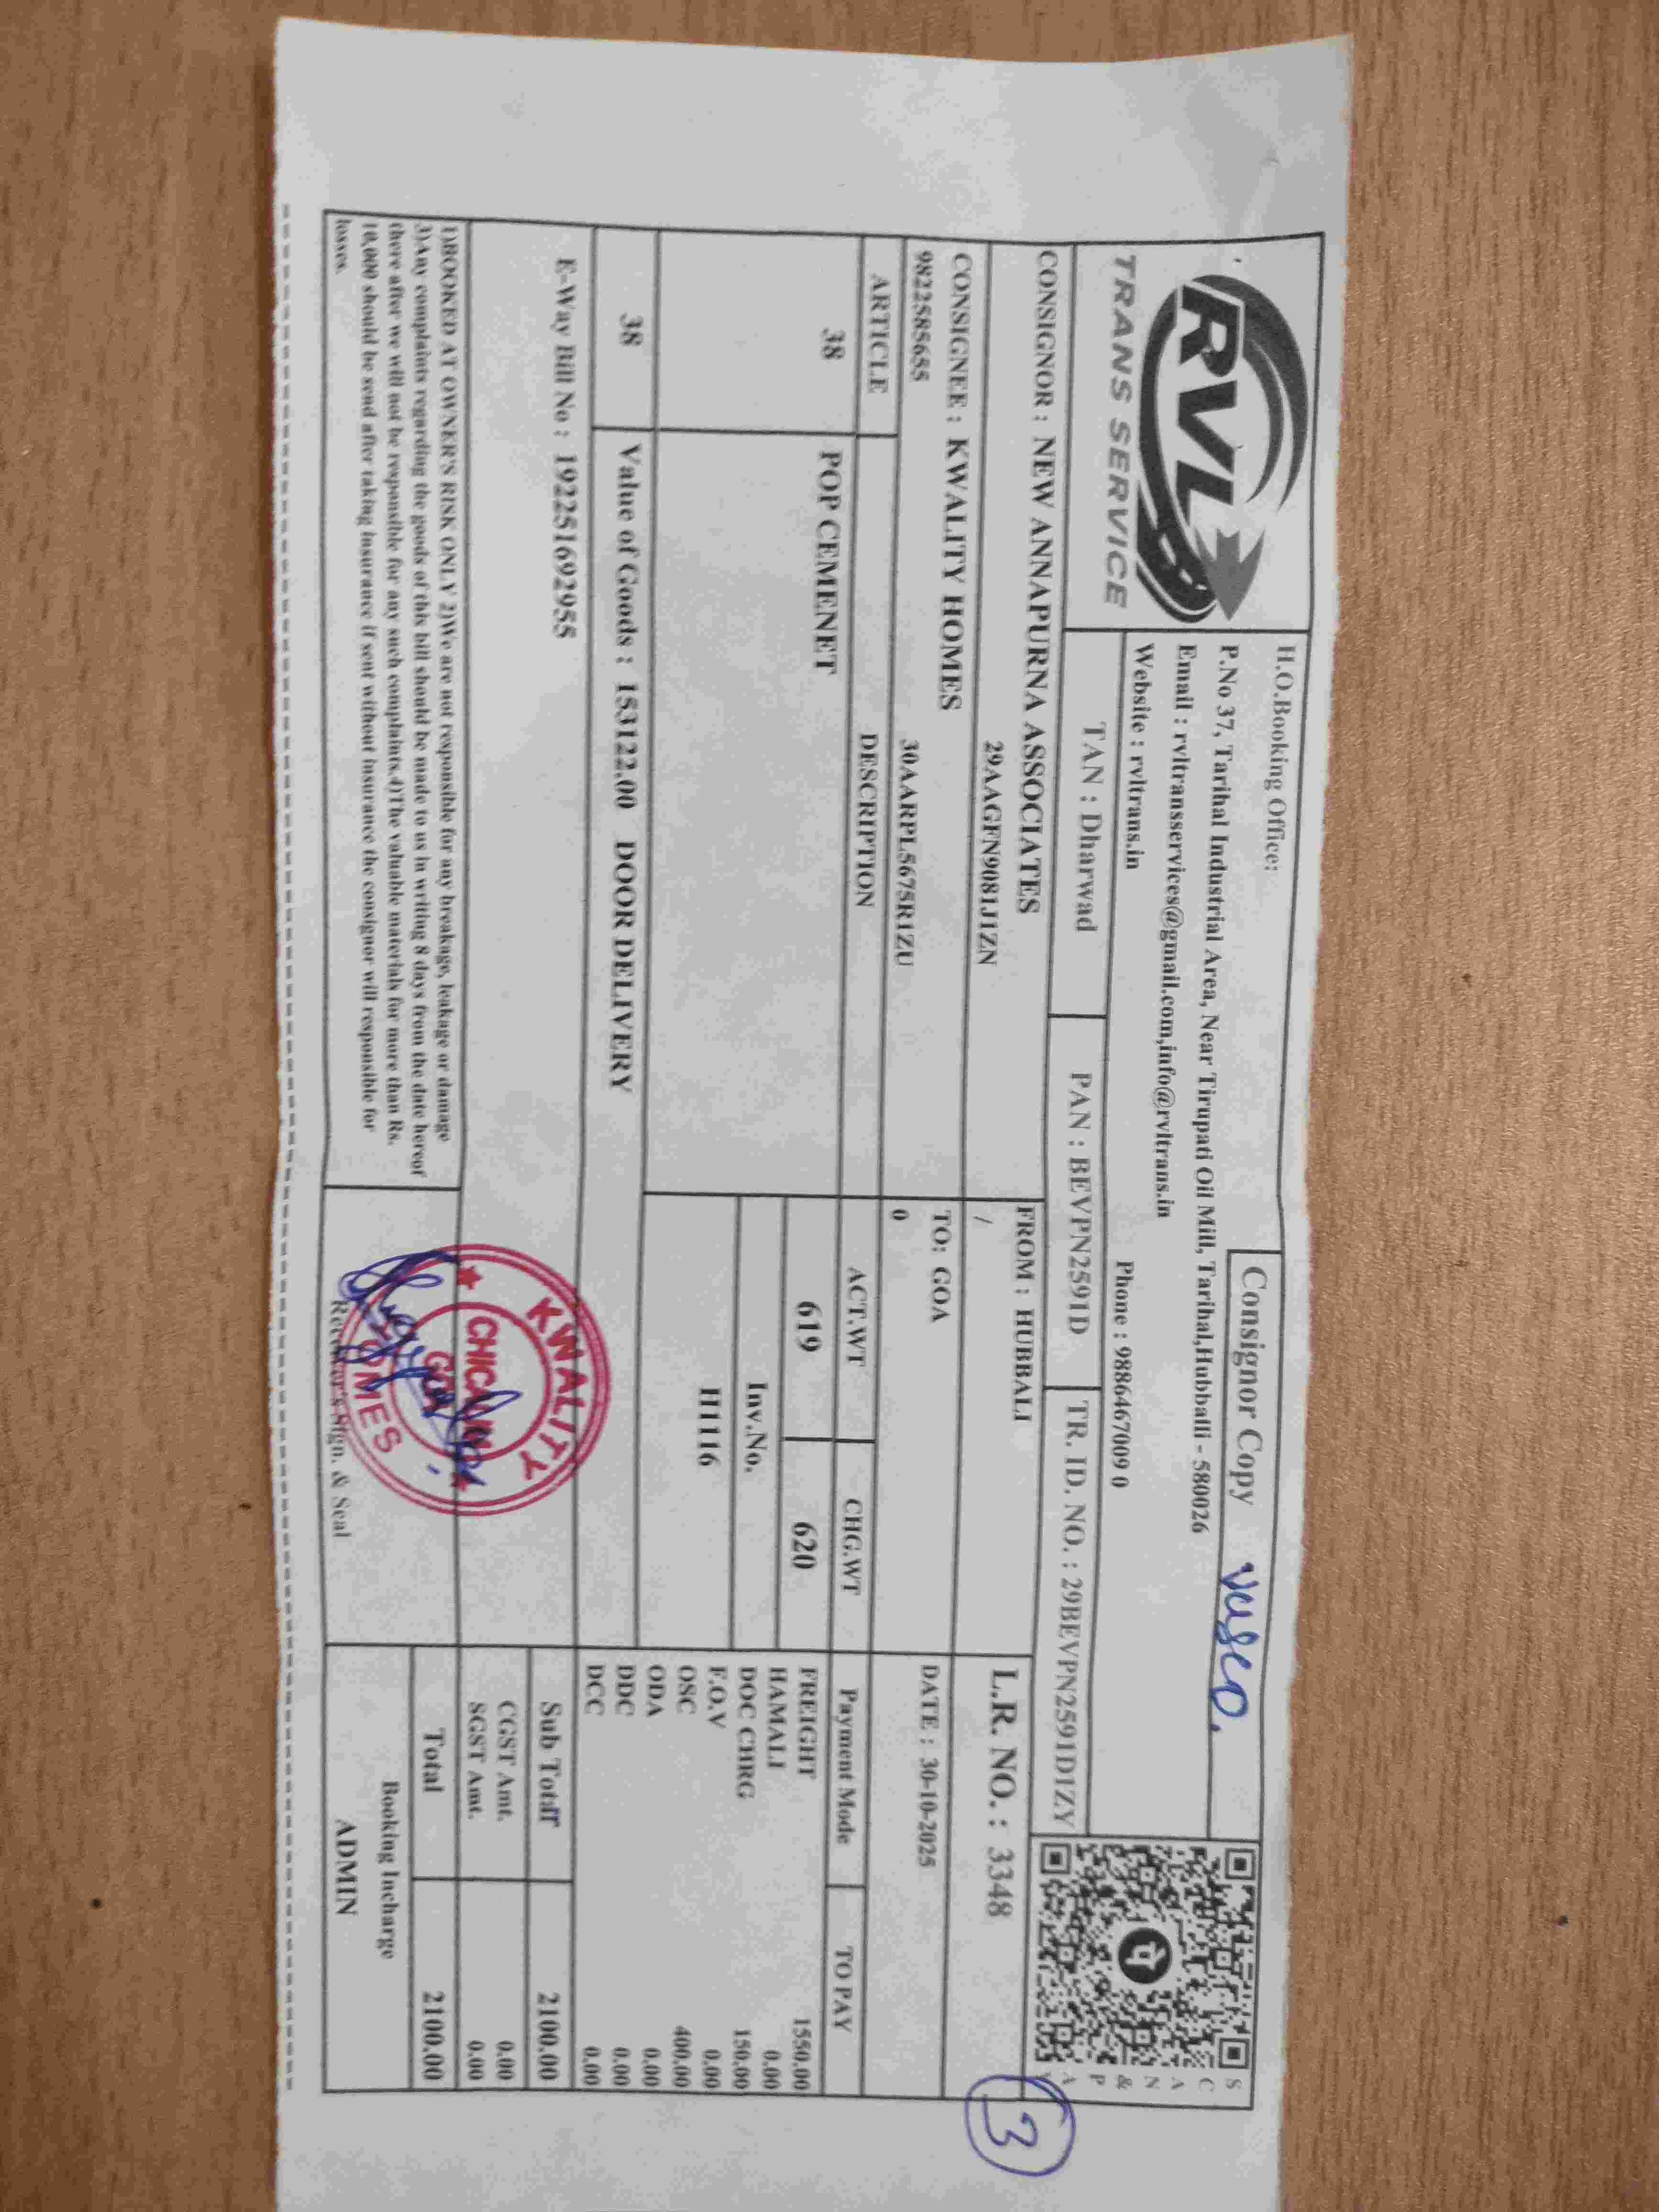 RVL
TRANS SERVICE
H.O.Booking Office:
Consignor Copy
vasco.
P.No 37, Tarihal Industrial Area, Near Tirupati Oil Mill, Tarihal,Hubballi - 580026
Email : rvltransservices@gmail.com,info@rvltrans.in
Website : rvltrans.in
Phone : 9886467009 0
SCAN & PAY
TAN : Dharwad
PAN : BEVPN2591D
TR. ID. NO. : 29BEVPN2591D1ZY
CONSIGNOR : NEW ANNAPURNA ASSOCIATES
29AAGFN9081J1ZN
FROM : HUBBALI
/
L.R. NO. : 3348
3
CONSIGNEE : KWALITY HOMES
9822585655
30AARPL5675R1ZU
TO: GOA
0
DATE : 30-10-2025
ARTICLE DESCRIPTION ACT.WT CHG.WT Payment Mode TO PAY
38 POP CEMENET 619 620
Inv.No.
H1116
FREIGHT 1550.00
HAMALI 0.00
DOC CHRG 150.00
F.O.V 0.00
OSC 400.00
ODA 0.00
DDC 0.00
DCC 0.00
38 Value of Goods : 153122.00 DOOR DELIVERY
E-Way Bill No : 192251692955
Sub Total 2100.00
CGST Amt. 0.00
SGST Amt. 0.00
Total 2100.00
1)BOOKED AT OWNER'S RISK ONLY 2)We are not responsible for any breakage, leakage or damage
3)Any complaints regarding the goods of this bill should be made to us in writing 8 days from the date hereof
there after we will not be responsible for any such complaints.4)The valuable materials for more than Rs.
10,000 should be send after taking insurance if sent without insurance the consignor will responsible for
losses.
KWALITY HOMES
GOA
Receiver's Sign. & Seal
Booking Incharge
ADMIN